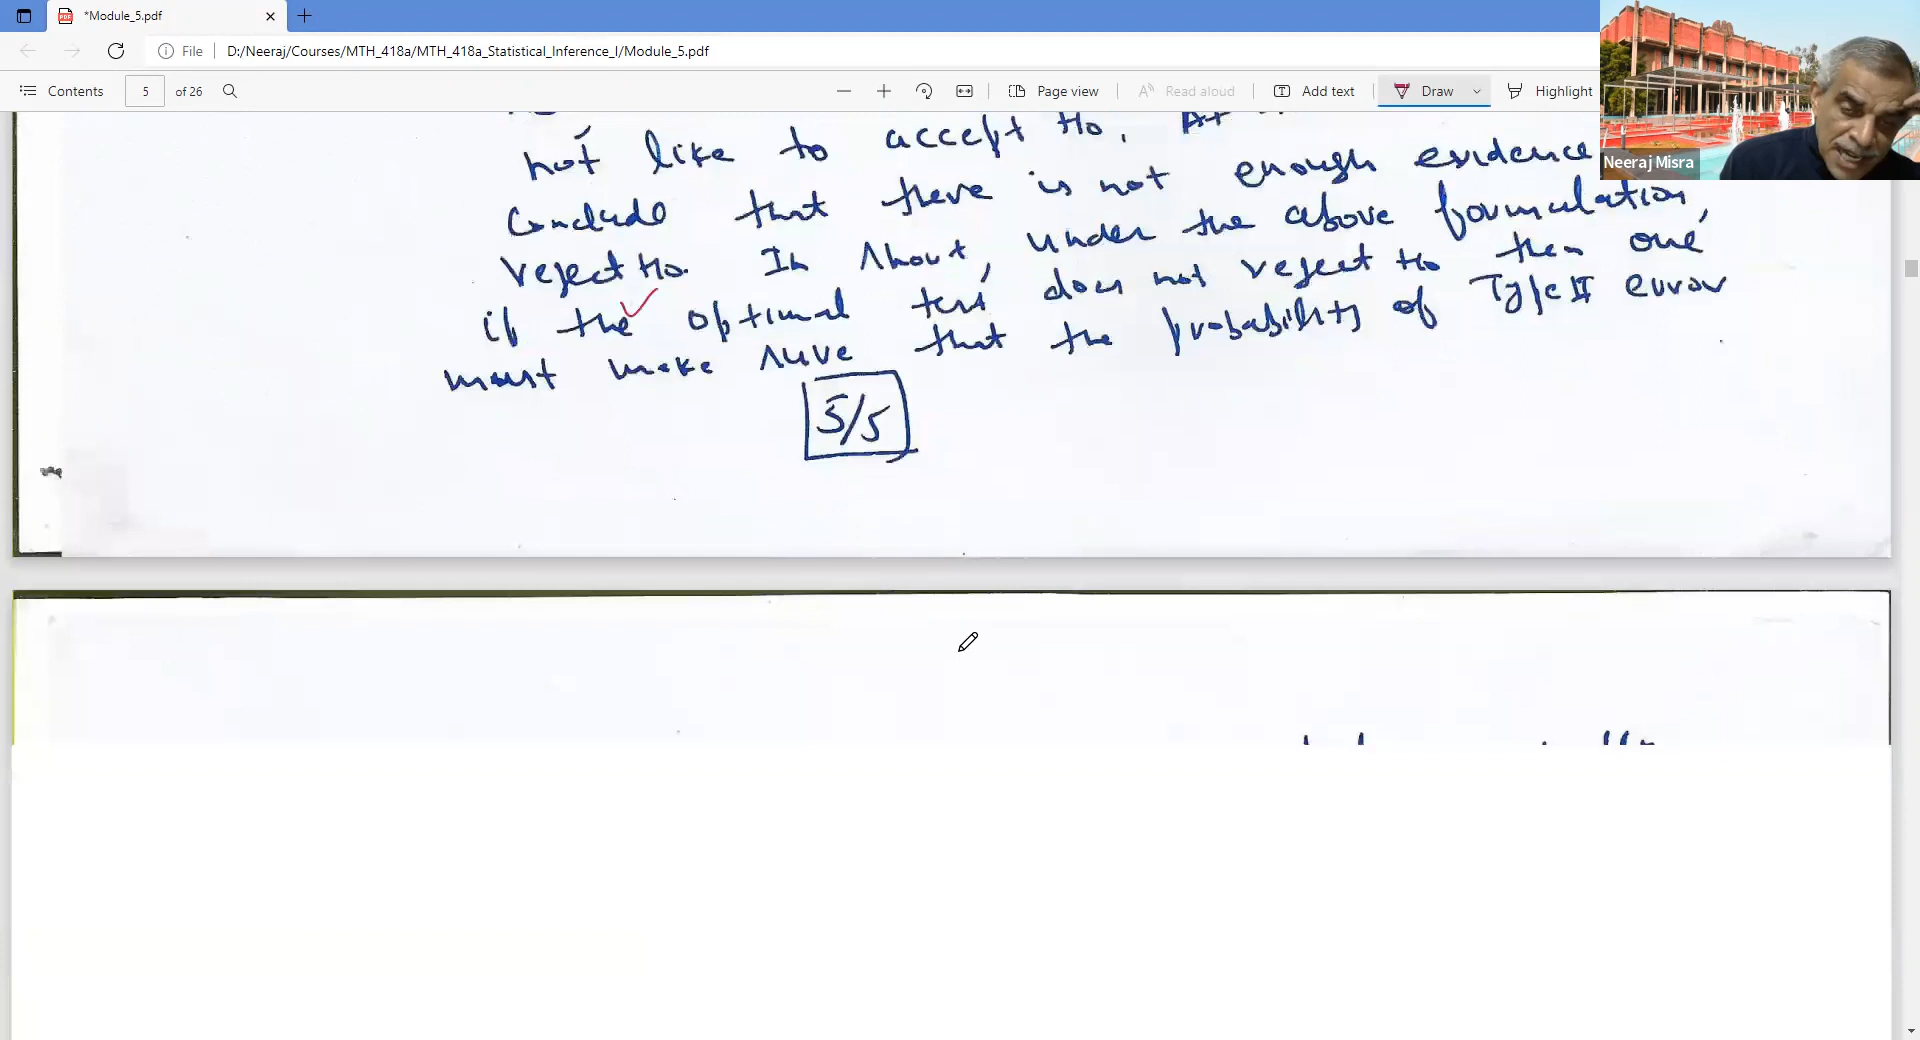 *Module_5.pdf
File D:/Neeraj/Courses/MTH_418a/MTH_418a_Statistical_Inference_I/Module_5.pdf
Contents 5 of 26 Page view Read aloud Add text Draw Highlight
Neeraj Misra
not like to accept H0. At
conclude that there is not enough evidence
reject H0. In short, under the above formulation,
if the optimal test does not reject H0 then one
must make sure that the probability of Type II error
5/5